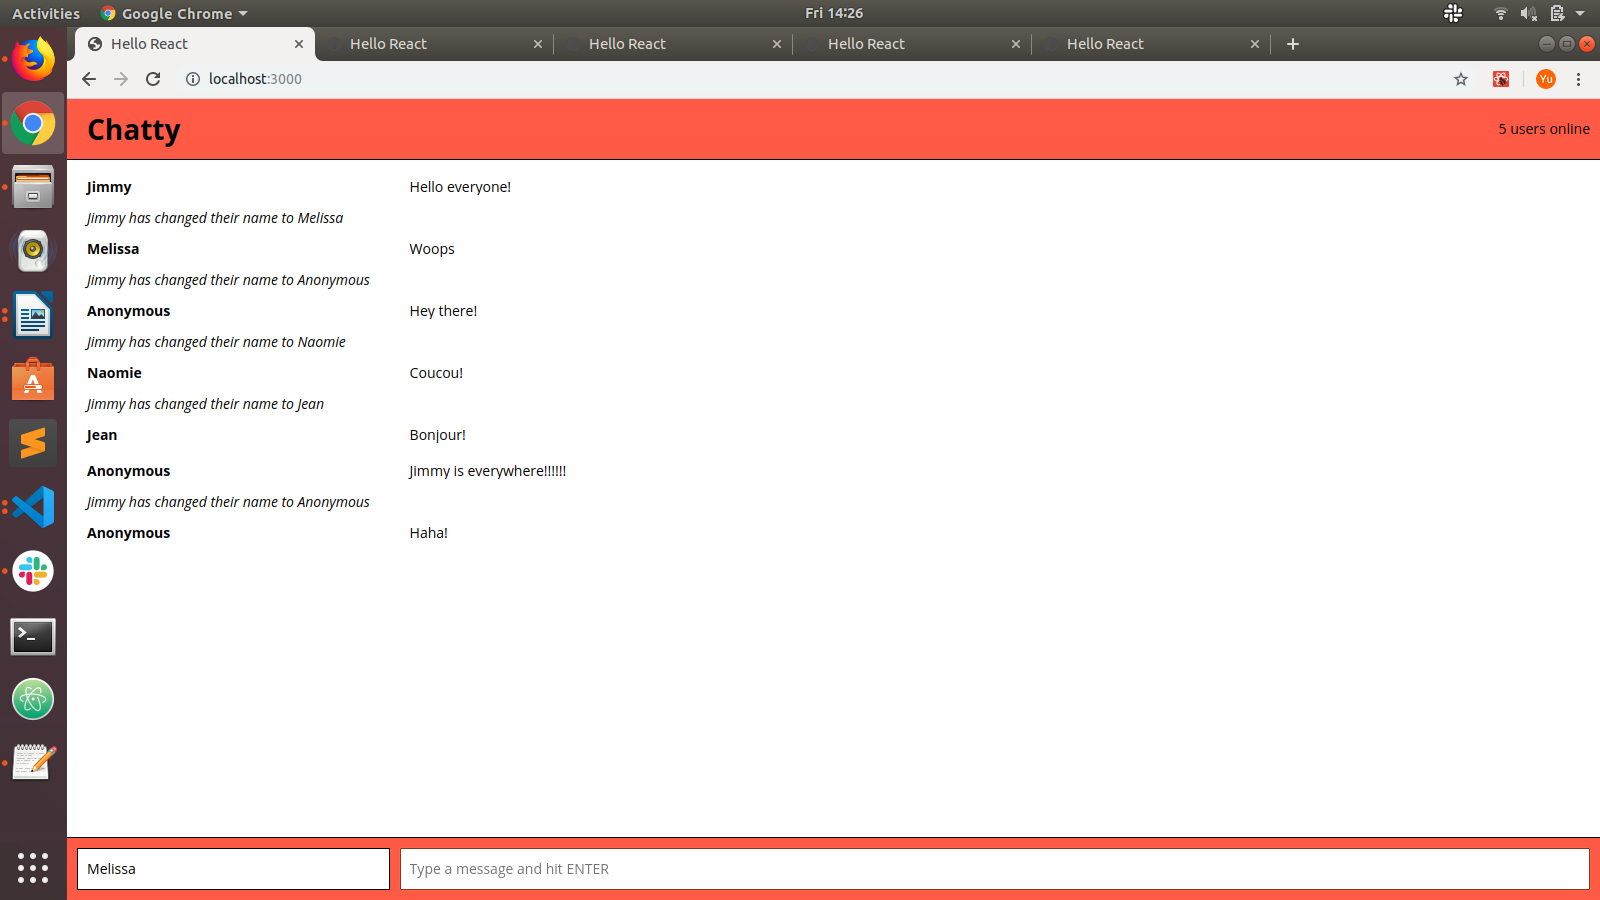 Activities Google Chrome Fri 14:26
Hello React Hello React Hello React Hello React Hello React
localhost:3000 Yu
Chatty 5 users online
Jimmy Hello everyone!
Jimmy has changed their name to Melissa
Melissa Woops
Jimmy has changed their name to Anonymous
Anonymous Hey there!
Jimmy has changed their name to Naomie
Naomie Coucou!
Jimmy has changed their name to Jean
Jean Bonjour!
Anonymous Jimmy is everywhere!!!!!!
Jimmy has changed their name to Anonymous
Anonymous Haha!
Melissa Type a message and hit ENTER